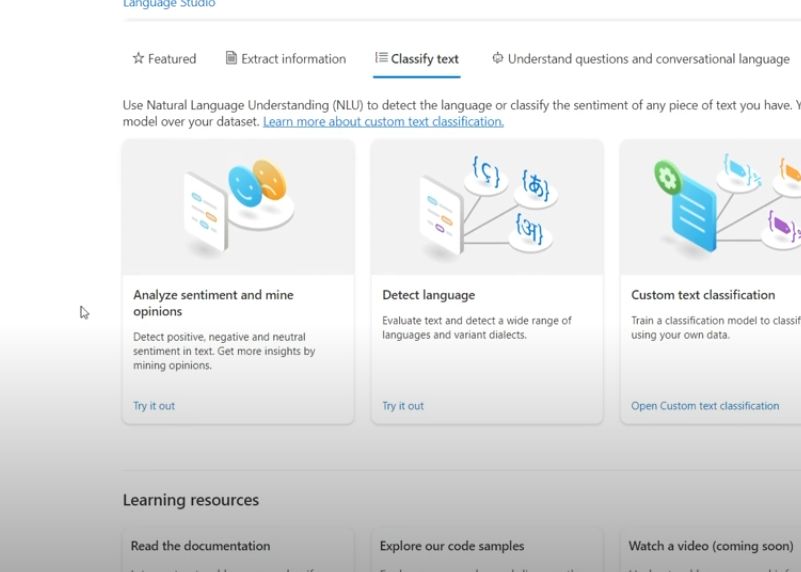 Language Studio
Featured
Extract information
Classify text
Understand questions and conversational language
Use Natural Language Understanding (NLU) to detect the language or classify the sentiment of any piece of text you have.
model over your dataset. Learn more about custom text classification.
{ç}
{あ}
{अ}
Analyze sentiment and mine
opinions
Detect positive, negative and neutral
sentiment in text. Get more insights by
mining opinions.
Try it out
Detect language
Evaluate text and detect a wide range of
languages and variant dialects.
Try it out
Custom text classification
Train a classification model to classif
using your own data.
Open Custom text classification
Learning resources
Read the documentation
Explore our code samples
Watch a video (coming soon)